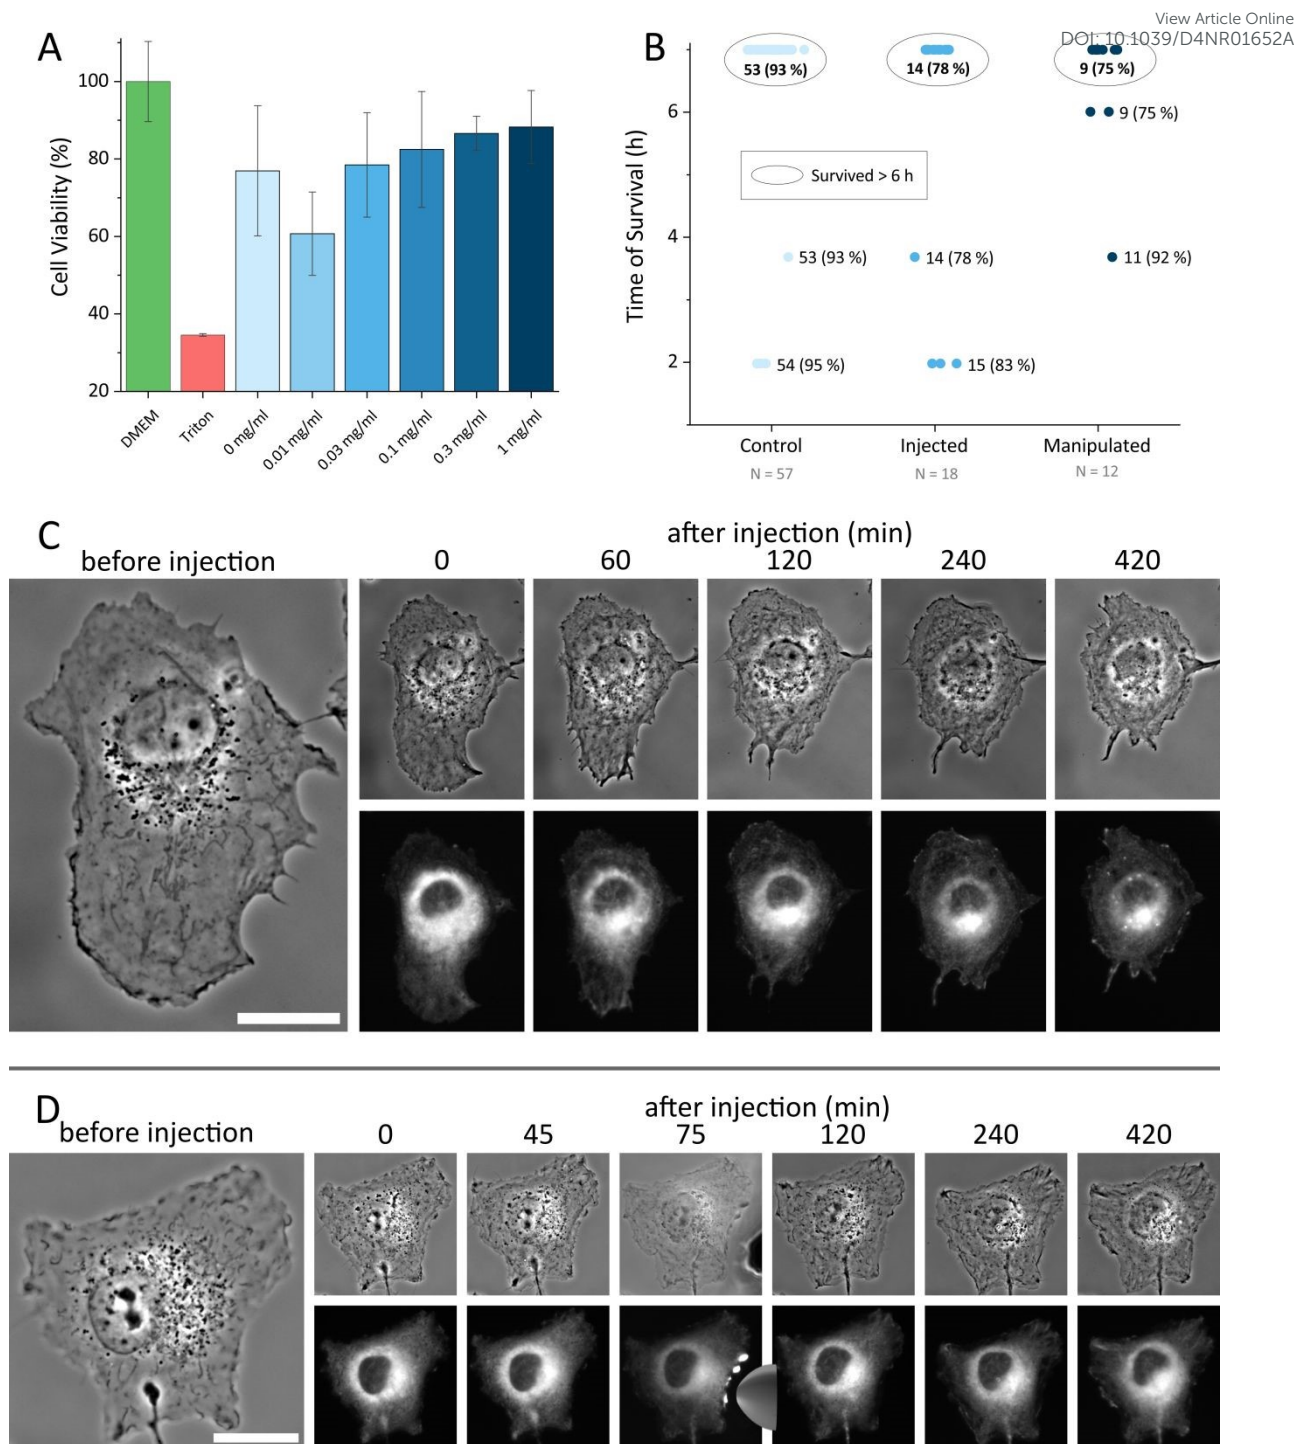 View Article Online
DOI: 10.1039/D4NR01652A
A
Cell Viability (%)
100
80
60
40
20
DMEM
Triton
0 mg/ml
0.01 mg/ml
0.03 mg/ml
0.1 mg/ml
0.3 mg/ml
1 mg/ml
B
Time of Survival (h)
6
4
2
53 (93 %)
14 (78 %)
9 (75 %)
9 (75 %)
Survived > 6 h
53 (93 %)
14 (78 %)
11 (92 %)
54 (95 %)
15 (83 %)
Control
Injected
Manipulated
N = 57
N = 18
N = 12
C
after injection (min)
before injection
0
60
120
240
420
D
after injection (min)
before injection
0
45
75
120
240
420